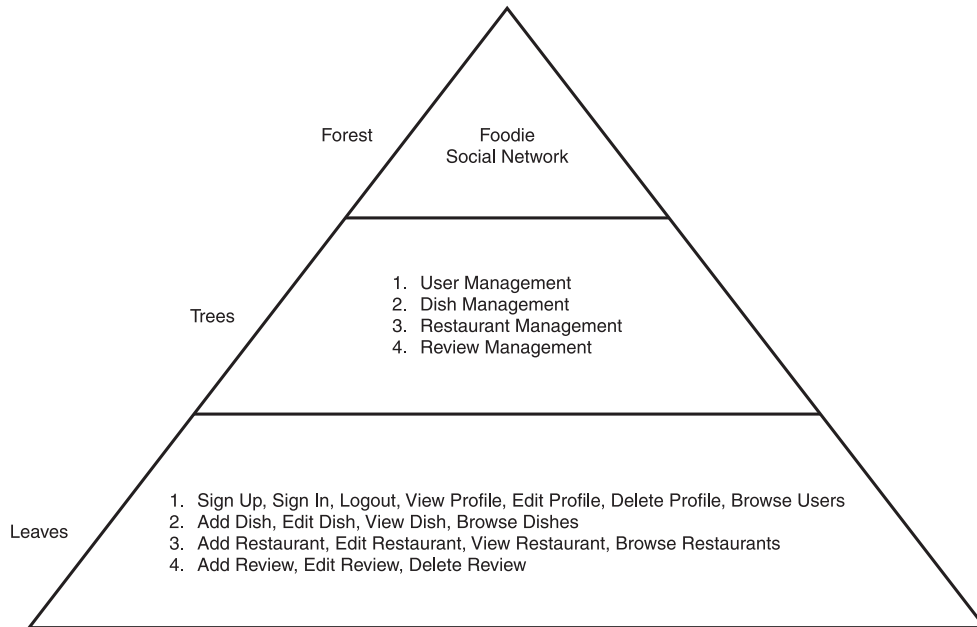 Forest
Foodie
Social Network
Trees
1. User Management
2. Dish Management
3. Restaurant Management
4. Review Management
Leaves
1. Sign Up, Sign In, Logout, View Profile, Edit Profile, Delete Profile, Browse Users
2. Add Dish, Edit Dish, View Dish, Browse Dishes
3. Add Restaurant, Edit Restaurant, View Restaurant, Browse Restaurants
4. Add Review, Edit Review, Delete Review